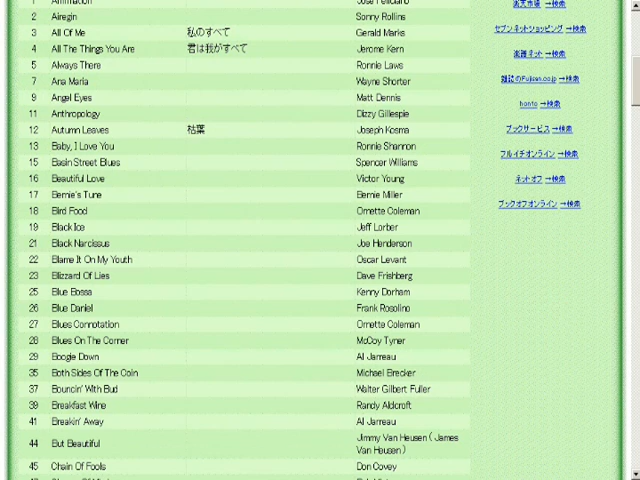 1 Affirmation Jose Feliciano
2 Airegin Sonny Rollins
3 All Of Me 私のすべて Gerald Marks
4 All The Things You Are 君は我がすべて Jerome Kern
5 Always There Ronnie Laws
7 Ana Maria Wayne Shorter
9 Angel Eyes Matt Dennis
11 Anthropology Dizzy Gillespie
12 Autumn Leaves 枯葉 Joseph Kosma
13 Baby, I Love You Ronnie Shannon
15 Basin Street Blues Spencer Williams
16 Beautiful Love Victor Young
17 Bernie's Tune Bernie Miller
18 Bird Food Ornette Coleman
19 Black Ice Jeff Lorber
21 Black Narcissus Joe Henderson
22 Blame It On My Youth Oscar Levant
23 Blizzard Of Lies Dave Frishberg
25 Blue Bossa Kenny Dorham
26 Blue Daniel Frank Rosolino
27 Blues Connotation Ornette Coleman
28 Blues On The Corner McCoy Tyner
29 Boogie Down Al Jarreau
35 Both Sides Of The Coin Michael Brecker
37 Bouncin' With Bud Walter Gilbert Fuller
39 Breakfast Wine Randy Aldcroft
41 Breakin' Away Al Jarreau
44 But Beautiful Jimmy Van Heusen ( James
Van Heusen )
45 Chain Of Fools Don Covey
楽天市場 →検索
セブンネットショッピング →検索
楽譜ネット →検索
雑誌のFujisan.co.jp →検索
honto →検索
ブックサービス →検索
フルイチオンライン →検索
ネットオフ →検索
ブックオフオンライン →検索